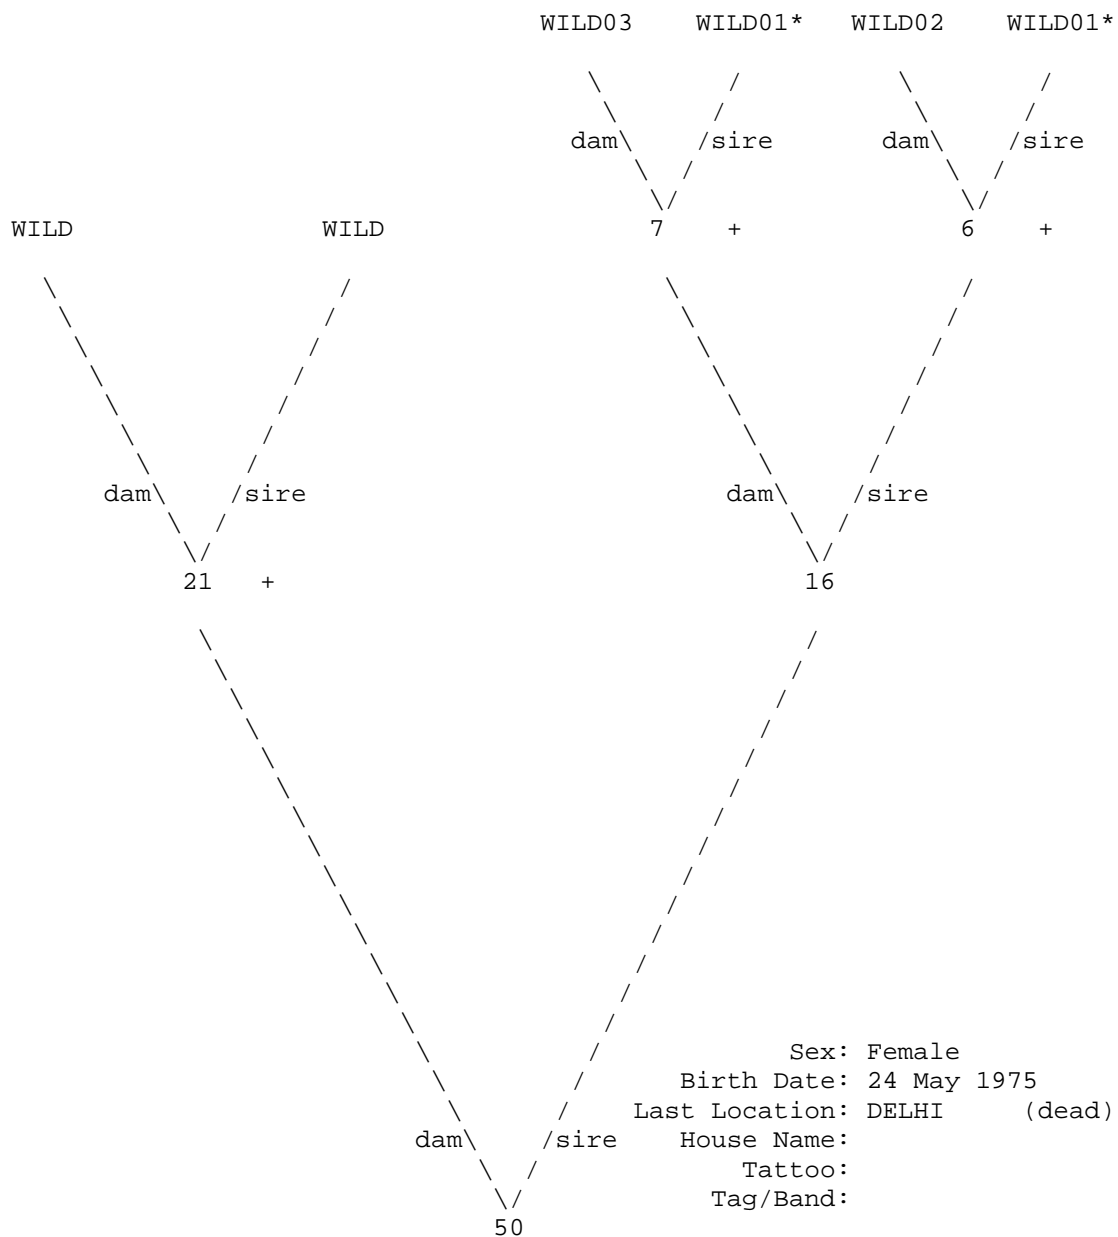 WILD03 WILD01* WILD02 WILD01*
dam sire dam sire
WILD WILD 7 + 6 +
dam sire dam sire
21 + 16
Sex: Female
Birth Date: 24 May 1975
Last Location: DELHI (dead)
dam sire House Name:
Tattoo:
Tag/Band:
50